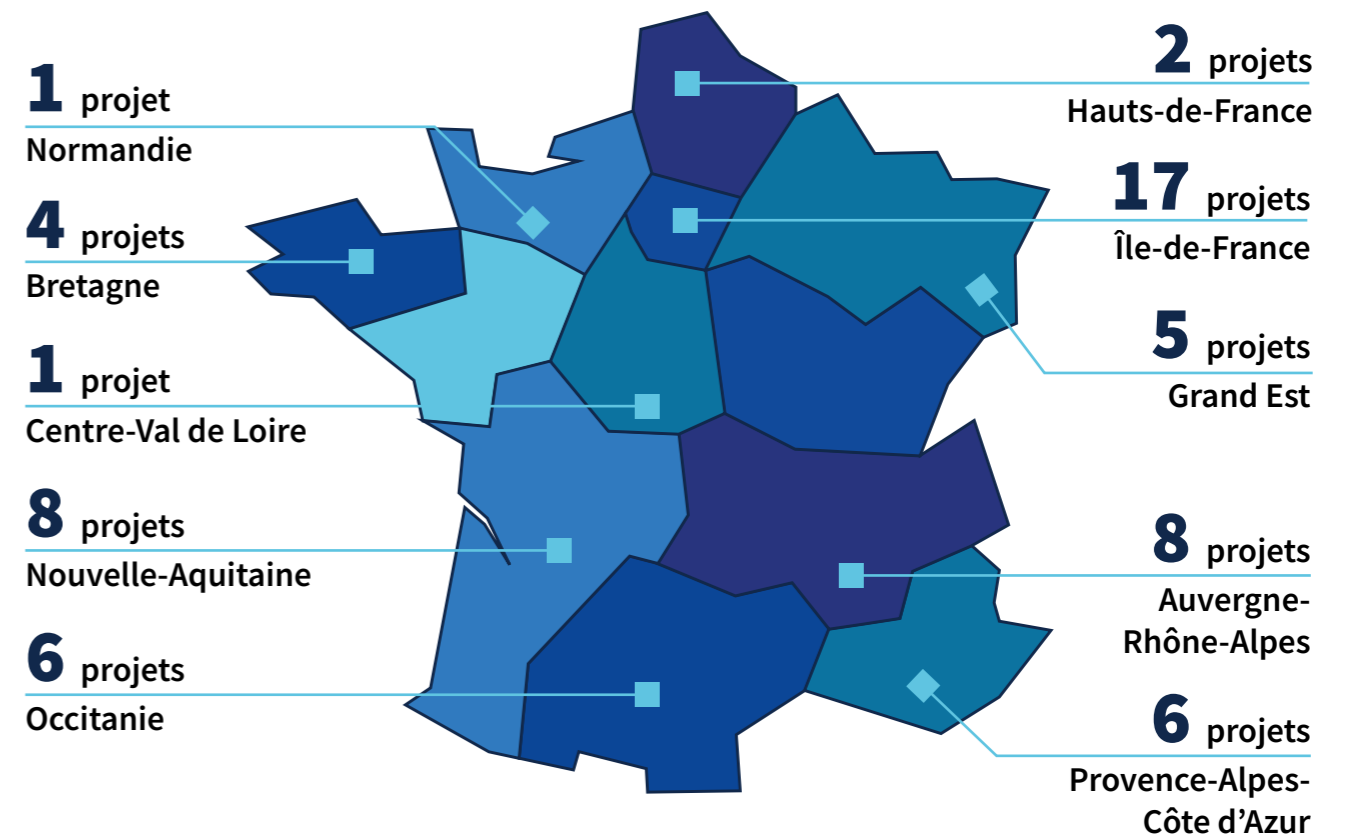 1 projet
Normandie
4 projets
Bretagne
1 projet
Centre-Val de Loire
8 projets
Nouvelle-Aquitaine
6 projets
Occitanie
2 projets
Hauts-de-France
17 projets
Île-de-France
5 projets
Grand Est
8 projets
Auvergne-
Rhône-Alpes
6 projets
Provence-Alpes-
Côte d’Azur